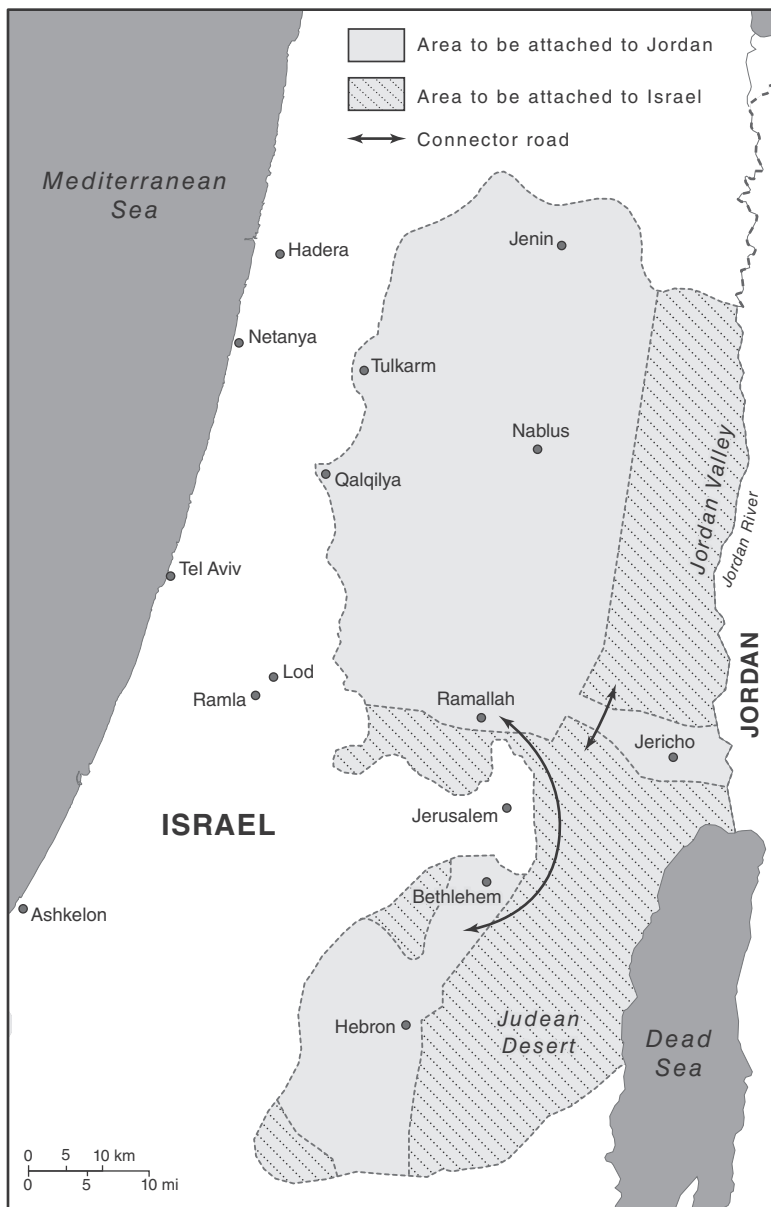 Area to be attached to Jordan
Area to be attached to Israel
Connector road
Mediterranean
Sea
Hadera
Jenin
Netanya
Tulkarm
Nablus
Qalqilya
Jordan Valley
Jordan River
Tel Aviv
Lod
Ramla
Ramallah
JORDAN
Jericho
ISRAEL
Jerusalem
Bethlehem
Ashkelon
Hebron
Judean
Desert
Dead
Sea
0 5 10 km
0 5 10 mi